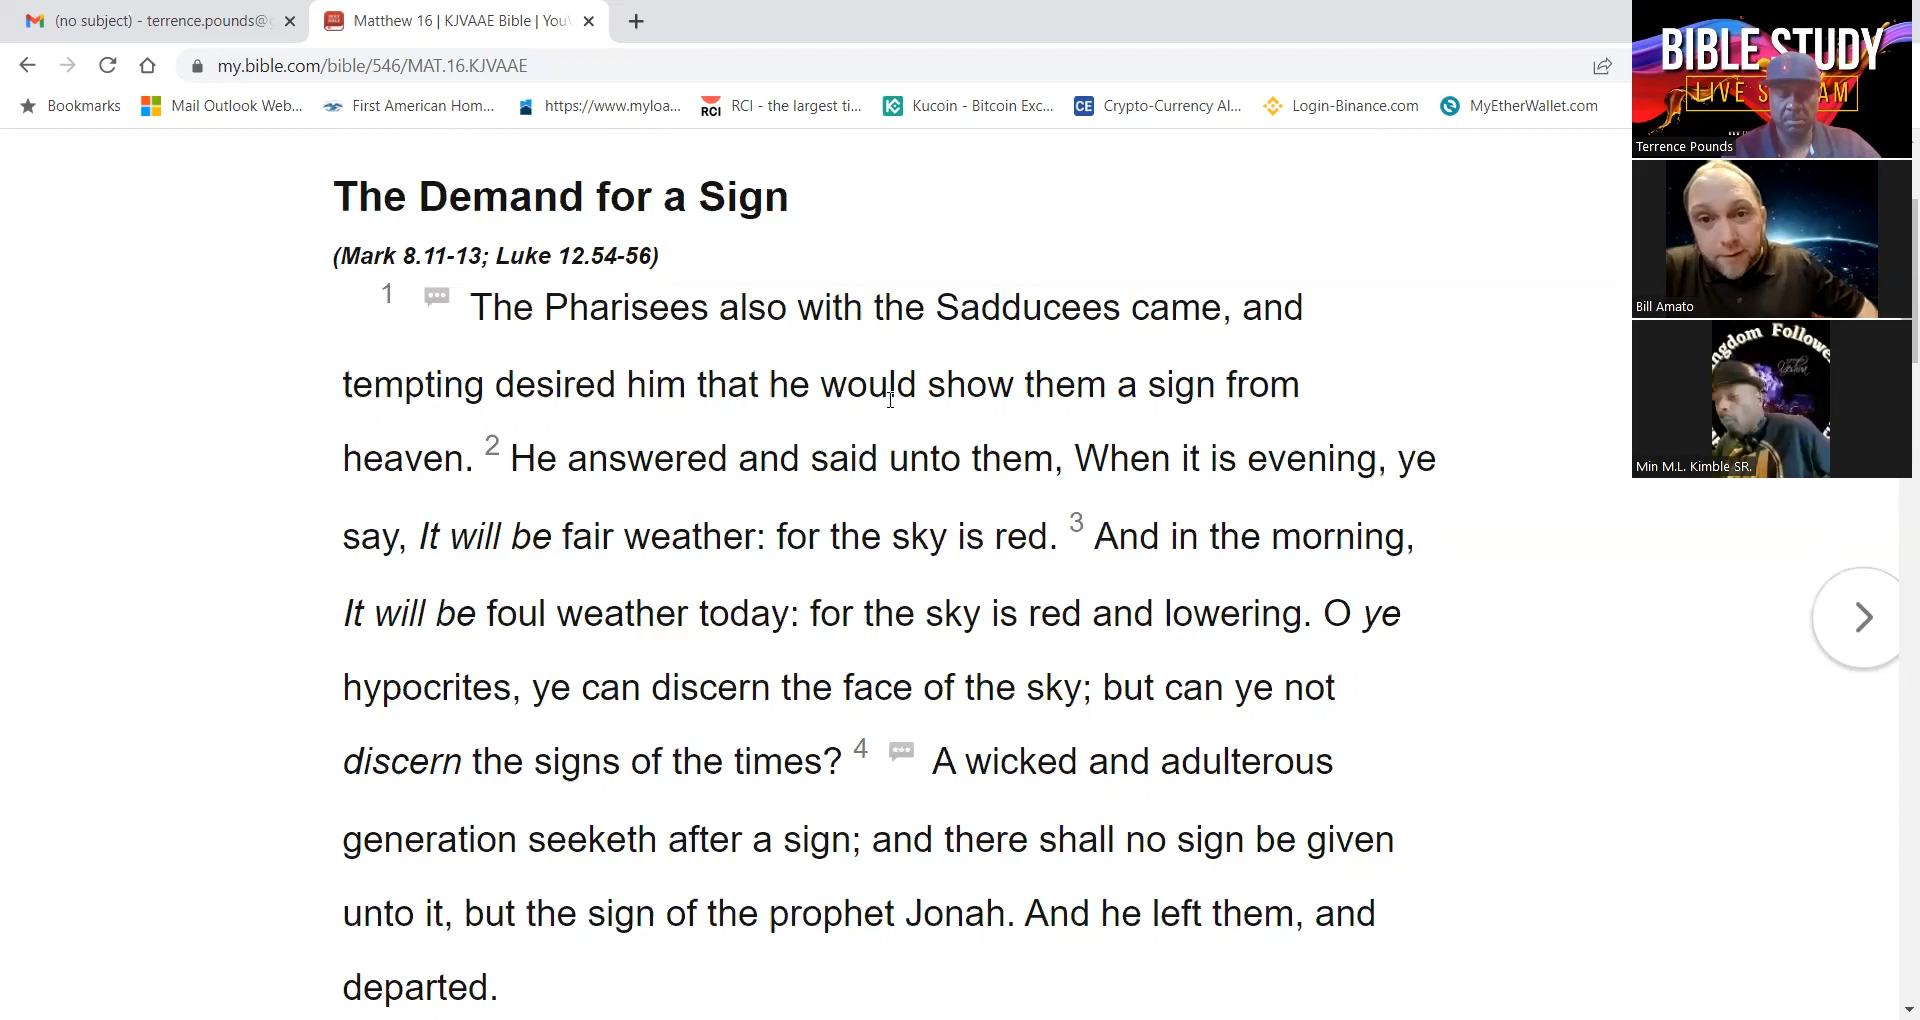 (no subject) - terrence.pounds@
Matthew 16 | KJVAAE Bible | You
my.bible.com/bible/546/MAT.16.KJVAAE
Bookmarks
Mail Outlook Web...
First American Hom...
https://www.myloa...
RCI
RCI - the largest ti...
Kucoin - Bitcoin Exc...
CE
Crypto-Currency Al...
Login-Binance.com
MyEtherWallet.com
BIBLE STUDY
LIVE
Terrence Pounds
Bill Amato
Min M.L. Kimble SR.
The Demand for a Sign
(Mark 8.11-13; Luke 12.54-56)
1 The Pharisees also with the Sadducees came, and
tempting desired him that he would show them a sign from
heaven. 2 He answered and said unto them, When it is evening, ye
say, It will be fair weather: for the sky is red. 3 And in the morning,
It will be foul weather today: for the sky is red and lowering. O ye
hypocrites, ye can discern the face of the sky; but can ye not
discern the signs of the times? 4 A wicked and adulterous
generation seeketh after a sign; and there shall no sign be given
unto it, but the sign of the prophet Jonah. And he left them, and
departed.